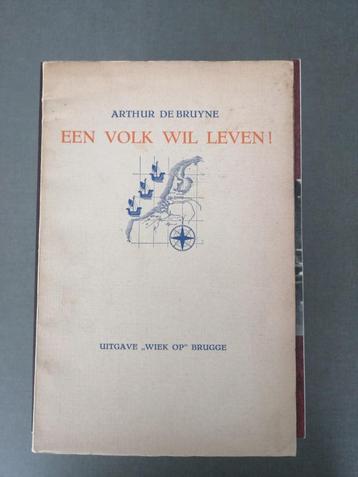 ARTHUR DE BRUYNE
EEN VOLK WIL LEVEN!
UITGAVE „WIEK OP” BRUGGE